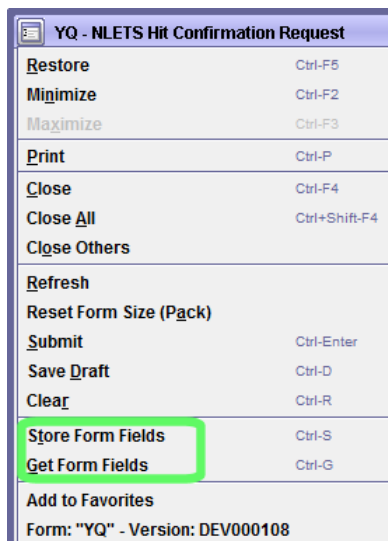 YQ - NLETS Hit Confirmation Request
Restore Ctrl-F5
Minimize Ctrl-F2
Maximize Ctrl-F3
Print Ctrl-P
Close Ctrl-F4
Close All Ctrl+Shift-F4
Close Others
Refresh
Reset Form Size (Pack)
Submit Ctrl-Enter
Save Draft Ctrl-D
Clear Ctrl-R
Store Form Fields Ctrl-S
Get Form Fields Ctrl-G
Add to Favorites
Form: "YQ" - Version: DEV000108